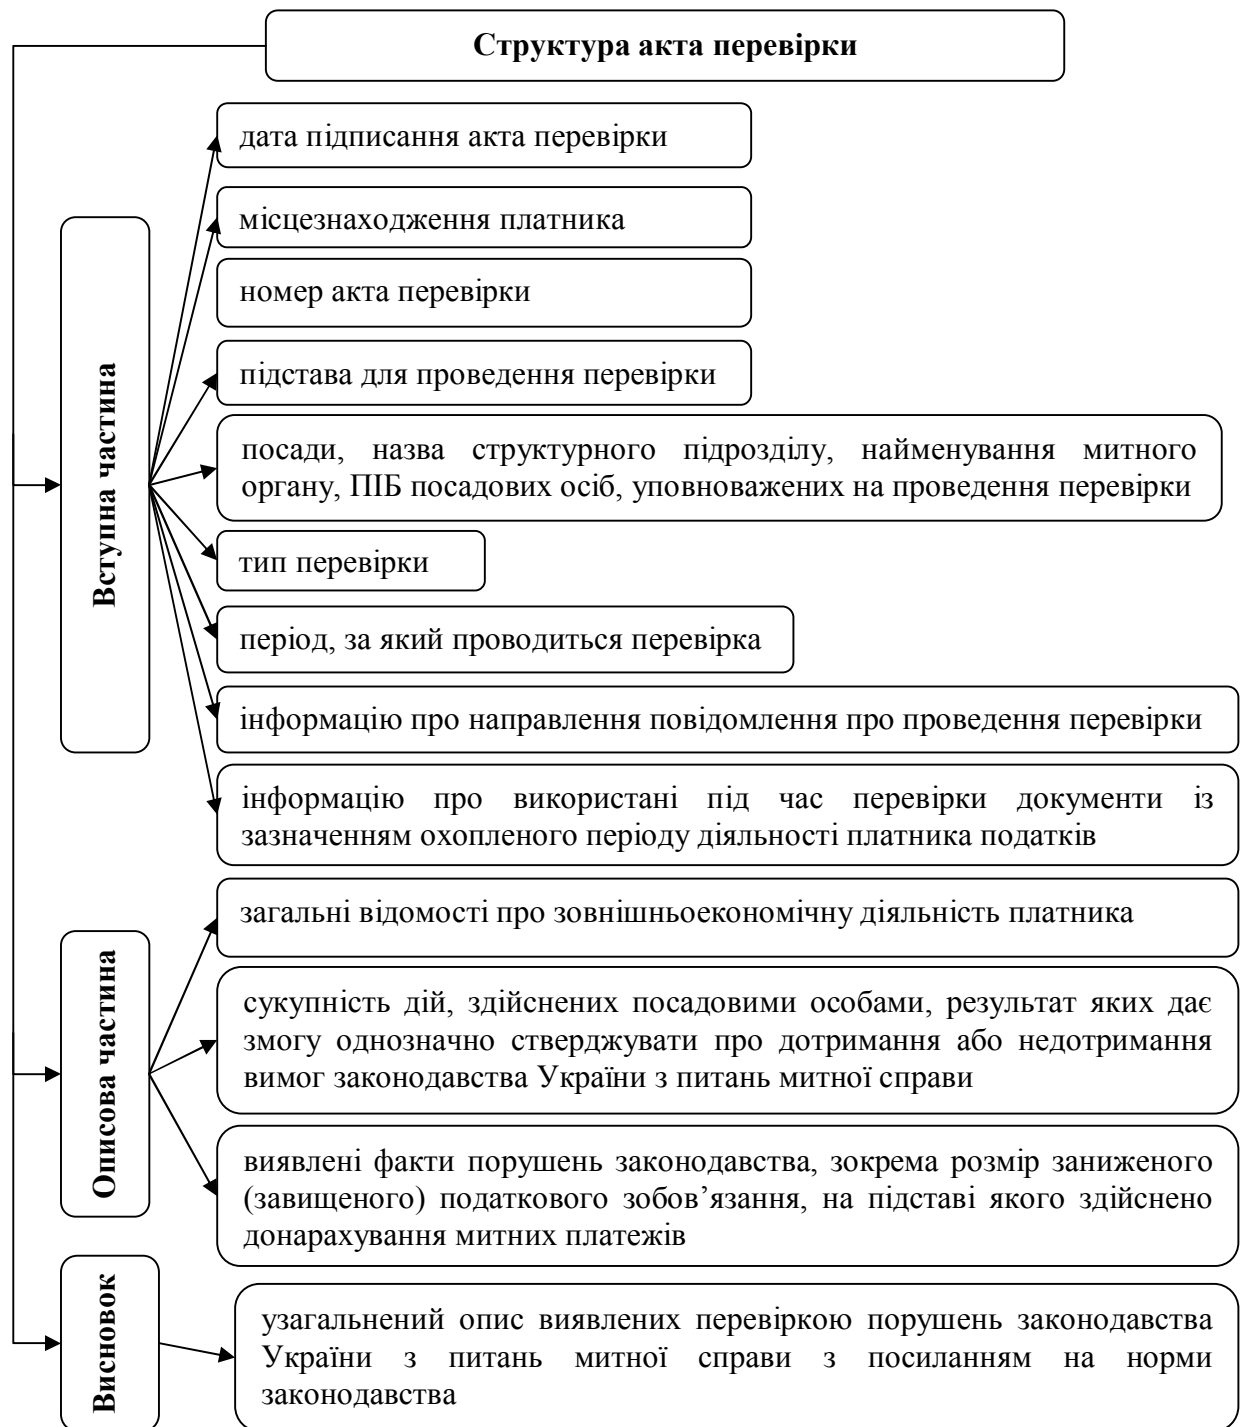 Структура акта перевірки
Вступна частина
дата підписання акта перевірки
місцезнаходження платника
номер акта перевірки
підстава для проведення перевірки
посади, назва структурного підрозділу, найменування митного
органу, ПІБ посадових осіб, уповноважених на проведення перевірки
тип перевірки
період, за який проводиться перевірка
інформацію про направлення повідомлення про проведення перевірки
інформацію про використані під час перевірки документи із
зазначенням охопленого періоду діяльності платника податків
Описова частина
загальні відомості про зовнішньоекономічну діяльність платника
сукупність дій, здійснених посадовими особами, результат яких дає
змогу однозначно стверджувати про дотримання або недотримання
вимог законодавства України з питань митної справи
виявлені факти порушень законодавства, зокрема розмір заниженого
(завищеного) податкового зобов’язання, на підставі якого здійснено
донарахування митних платежів
Висновок
узагальнений опис виявлених перевіркою порушень законодавства
України з питань митної справи з посиланням на норми
законодавства